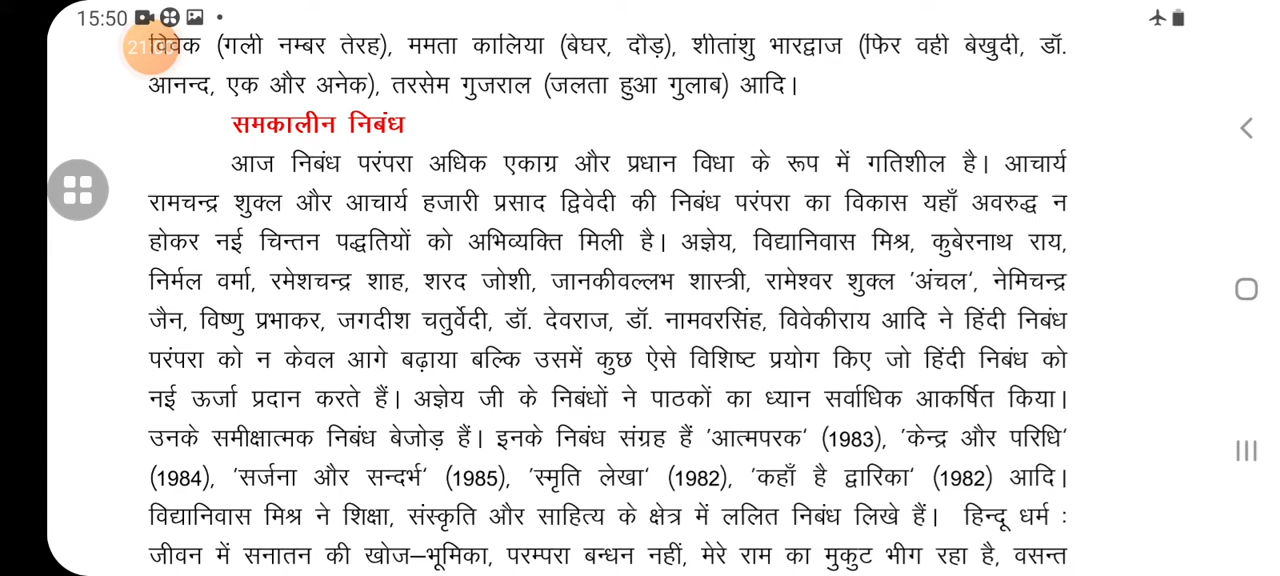 15:50
21:03
विवेक (गली नम्बर तेरह), ममता कालिया (बेघर, दौड़), शीतांशु भारद्वाज (फिर वही बेखुदी, डॉ.
आनन्द, एक और अनेक), तरसेम गुजराल (जलता हुआ गुलाब) आदि।
समकालीन निबंध
आज निबंध परंपरा अधिक एकाग्र और प्रधान विधा के रूप में गतिशील है। आचार्य
रामचन्द्र शुक्ल और आचार्य हजारी प्रसाद द्विवेदी की निबंध परंपरा का विकास यहाँ अवरुद्ध न
होकर नई चिन्तन पद्धतियों को अभिव्यक्ति मिली है। अज्ञेय, विद्यानिवास मिश्र, कुबेरनाथ राय,
निर्मल वर्मा, रमेशचन्द्र शाह, शरद जोशी, जानकीवल्लभ शास्त्री, रामेश्वर शुक्ल 'अंचल', नेमिचन्द्र
जैन, विष्णु प्रभाकर, जगदीश चतुर्वेदी, डॉ. देवराज, डॉ. नामवरसिंह, विवेकीराय आदि ने हिंदी निबंध
परंपरा को न केवल आगे बढ़ाया बल्कि उसमें कुछ ऐसे विशिष्ट प्रयोग किए जो हिंदी निबंध को
नई ऊर्जा प्रदान करते हैं। अज्ञेय जी के निबंधों ने पाठकों का ध्यान सर्वाधिक आकर्षित किया।
उनके समीक्षात्मक निबंध बेजोड़ हैं। इनके निबंध संग्रह हैं 'आत्मपरक' (1983), 'केन्द्र और परिधि'
(1984), 'सर्जना और सन्दर्भ' (1985), 'स्मृति लेखा' (1982), 'कहाँ है द्वारिका' (1982) आदि।
विद्यानिवास मिश्र ने शिक्षा, संस्कृति और साहित्य के क्षेत्र में ललित निबंध लिखे हैं। हिन्दू धर्म :
जीवन में सनातन की खोज–भूमिका, परम्परा बन्धन नहीं, मेरे राम का मुकुट भीग रहा है, वसन्त